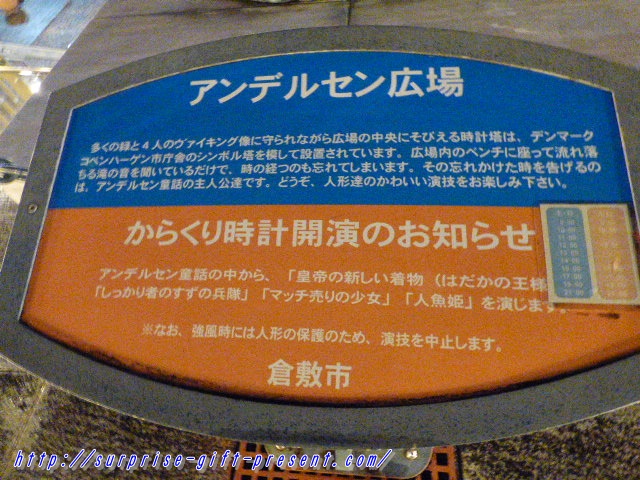 アンデルセン広場
多くの緑と4人のヴァイキング像に守られながら広場の中央にそびえる時計塔は、デンマーク
コペンハーゲン市庁舎のシンボル塔を模して設置されています。広場内のベンチに座って流れ落
ちる滝の音を聞いているだけで、時の経つのも忘れてしまいます。その忘れかけた時を告げるの
は、アンデルセン童話の主人公達です。どうぞ、人形達のかわいい演技をお楽しみ下さい。
からくり時計開演のお知らせ
アンデルセン童話の中から、「皇帝の新しい着物(はだかの王様
「しっかり者のすずの兵隊」「マッチ売りの少女」「人魚姫」を演じます
※なお、強風時には人形の保護のため、演技を中止します。
倉敷市
http://surprise-gift-present.com/